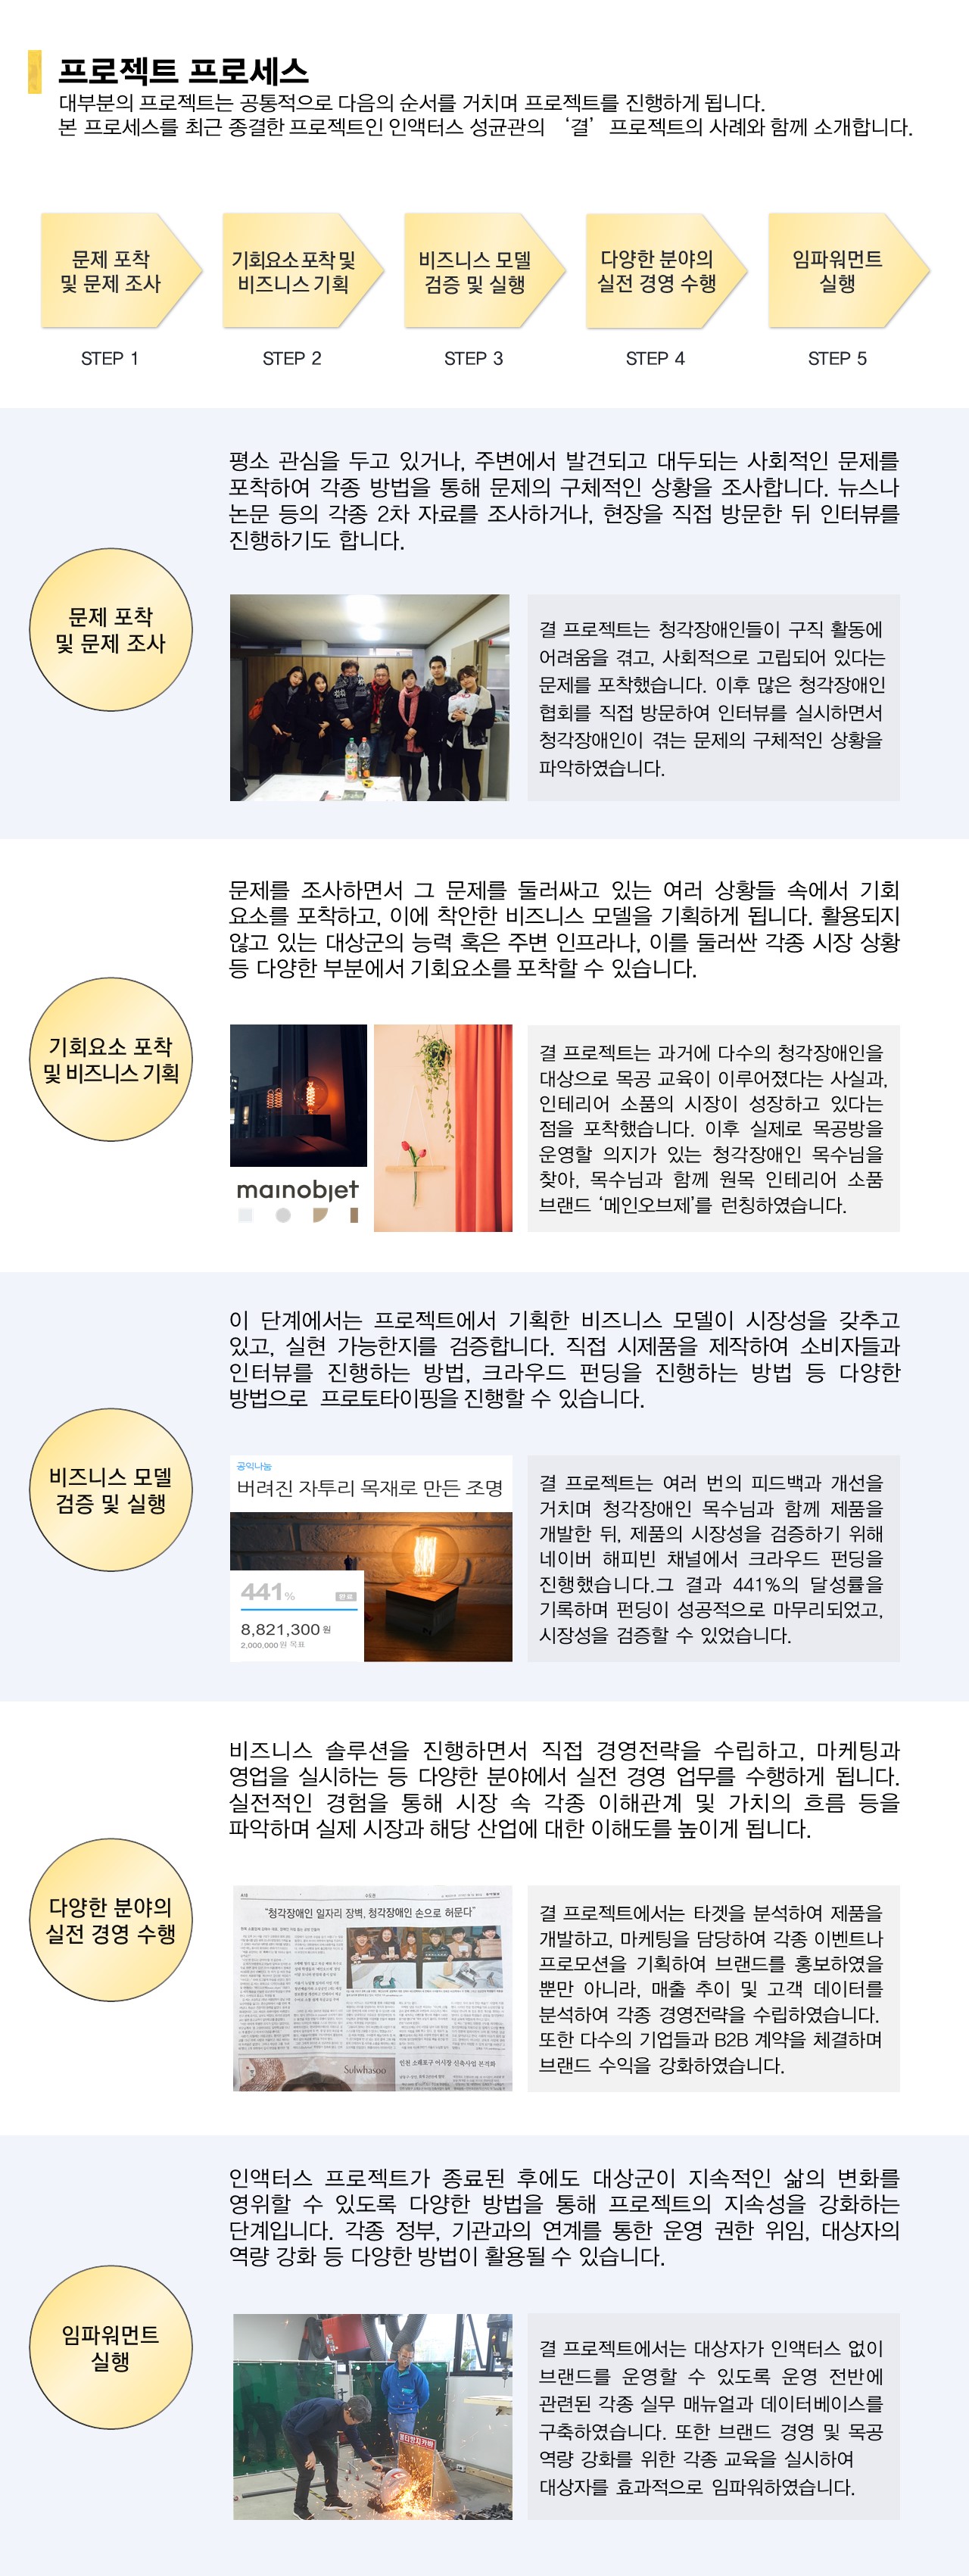 프로젝트 프로세스
대부분의 프로젝트는 공통적으로 다음의 순서를 거치며 프로젝트를 진행하게 됩니다.
본 프로세스를 최근 종결한 프로젝트인 인액터스 성균관의 ‘결’ 프로젝트의 사례와 함께 소개합니다.
문제 포착
및 문제 조사
STEP 1
기회요소 포착 및
비즈니스 기획
STEP 2
비즈니스 모델
검증 및 실행
STEP 3
다양한 분야의
실전 경영 수행
STEP 4
임파워먼트
실행
STEP 5
문제 포착
및 문제 조사
평소 관심을 두고 있거나, 주변에서 발견되고 대두되는 사회적인 문제를
포착하여 각종 방법을 통해 문제의 구체적인 상황을 조사합니다. 뉴스나
논문 등의 각종 2차 자료를 조사하거나, 현장을 직접 방문한 뒤 인터뷰를
진행하기도 합니다.
결 프로젝트는 청각장애인들이 구직 활동에
어려움을 겪고, 사회적으로 고립되어 있다는
문제를 포착했습니다. 이후 많은 청각장애인
협회를 직접 방문하여 인터뷰를 실시하면서
청각장애인이 겪는 문제의 구체적인 상황을
파악하였습니다.
기회요소 포착
및 비즈니스 기획
문제를 조사하면서 그 문제를 둘러싸고 있는 여러 상황들 속에서 기회
요소를 포착하고, 이에 착안한 비즈니스 모델을 기획하게 됩니다. 활용되지
않고 있는 대상군의 능력 혹은 주변 인프라나, 이를 둘러싼 각종 시장 상황
등 다양한 부분에서 기회요소를 포착할 수 있습니다.
mainobjet
결 프로젝트는 과거에 다수의 청각장애인을
대상으로 목공 교육이 이루어졌다는 사실과,
인테리어 소품의 시장이 성장하고 있다는
점을 포착했습니다. 이후 실제로 목공방을
운영할 의지가 있는 청각장애인 목수님을
찾아, 목수님과 함께 원목 인테리어 소품
브랜드 ‘메인오브제’를 런칭하였습니다.
비즈니스 모델
검증 및 실행
이 단계에서는 프로젝트에서 기획한 비즈니스 모델이 시장성을 갖추고
있고, 실현 가능한지를 검증합니다. 직접 시제품을 제작하여 소비자들과
인터뷰를 진행하는 방법, 크라우드 펀딩을 진행하는 방법 등 다양한
방법으로 프로토타이핑을 진행할 수 있습니다.
공익나눔
버려진 자투리 목재로 만든 조명
441%
완료
8,821,300원
2,000,000원 목표
결 프로젝트는 여러 번의 피드백과 개선을
거치며 청각장애인 목수님과 함께 제품을
개발한 뒤, 제품의 시장성을 검증하기 위해
네이버 해피빈 채널에서 크라우드 펀딩을
진행했습니다.그 결과 441%의 달성률을
기록하며 펀딩이 성공적으로 마무리되었고,
시장성을 검증할 수 있었습니다.
다양한 분야의
실전 경영 수행
비즈니스 솔루션을 진행하면서 직접 경영전략을 수립하고, 마케팅과
영업을 실시하는 등 다양한 분야에서 실전 경영 업무를 수행하게 됩니다.
실전적인 경험을 통해 시장 속 각종 이해관계 및 가치의 흐름 등을
파악하며 실제 시장과 해당 산업에 대한 이해도를 높이게 됩니다.
“청각장애인 일자리 장벽, 청각장애인 손으로 허문다”
Sulwhasoo
인천 소래포구 어시장 신축사업 본격화
결 프로젝트에서는 타겟을 분석하여 제품을
개발하고, 마케팅을 담당하여 각종 이벤트나
프로모션을 기획하여 브랜드를 홍보하였을
뿐만 아니라, 매출 추이 및 고객 데이터를
분석하여 각종 경영전략을 수립하였습니다.
또한 다수의 기업들과 B2B 계약을 체결하며
브랜드 수익을 강화하였습니다.
임파워먼트
실행
인액터스 프로젝트가 종료된 후에도 대상군이 지속적인 삶의 변화를
영위할 수 있도록 다양한 방법을 통해 프로젝트의 지속성을 강화하는
단계입니다. 각종 정부, 기관과의 연계를 통한 운영 권한 위임, 대상자의
역량 강화 등 다양한 방법이 활용될 수 있습니다.
불티방지카바
결 프로젝트에서는 대상자가 인액터스 없이
브랜드를 운영할 수 있도록 운영 전반에
관련된 각종 실무 매뉴얼과 데이터베이스를
구축하였습니다. 또한 브랜드 경영 및 목공
역량 강화를 위한 각종 교육을 실시하여
대상자를 효과적으로 임파워하였습니다.